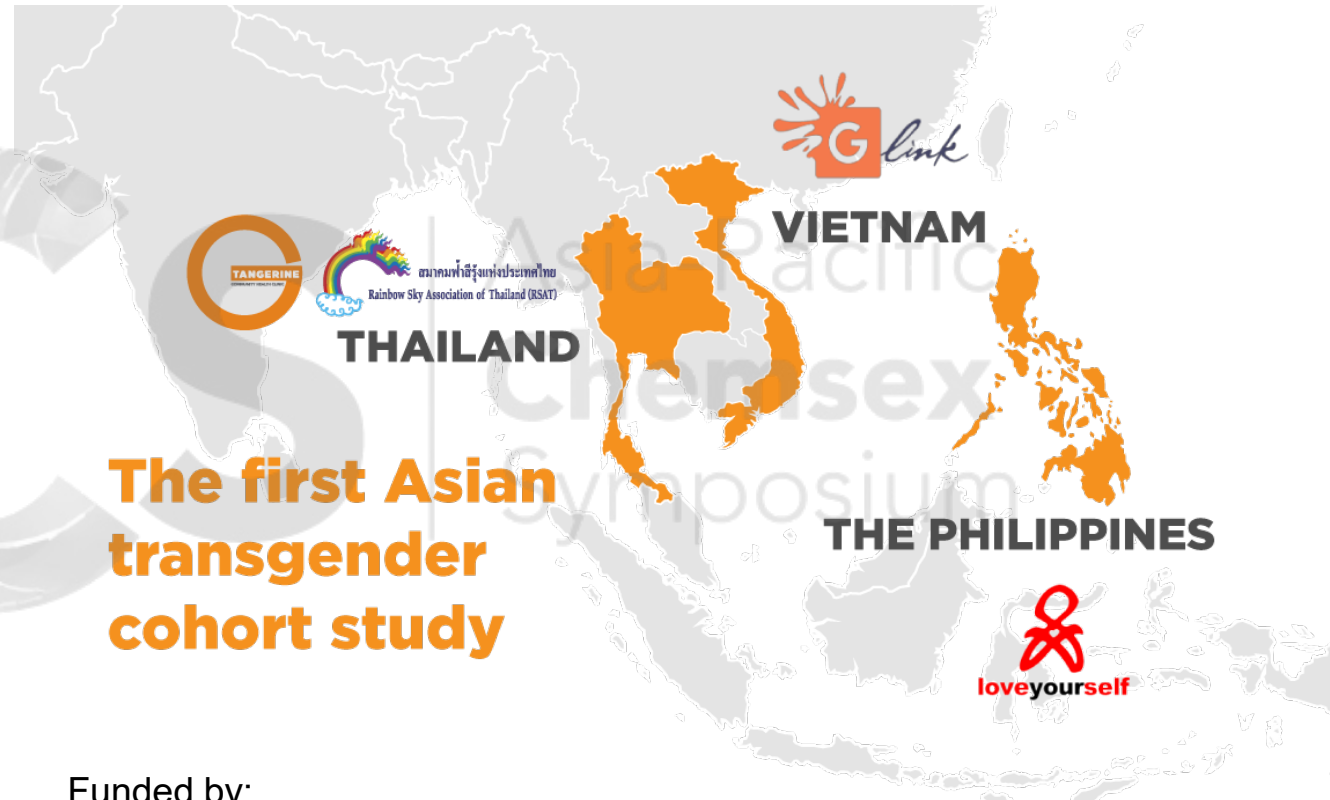 G link
VIETNAM
TANGERINE
COMMUNITY HEALTH CLINIC
สมาคมฟ้าสีรุ้งแห่งประเทศไทย
Rainbow Sky Association of Thailand (RSAT)
THAILAND
Asia-Pacific
Chemsex
Symposium
The first Asian
transgender
cohort study
THE PHILIPPINES
loveyourself
Funded by: